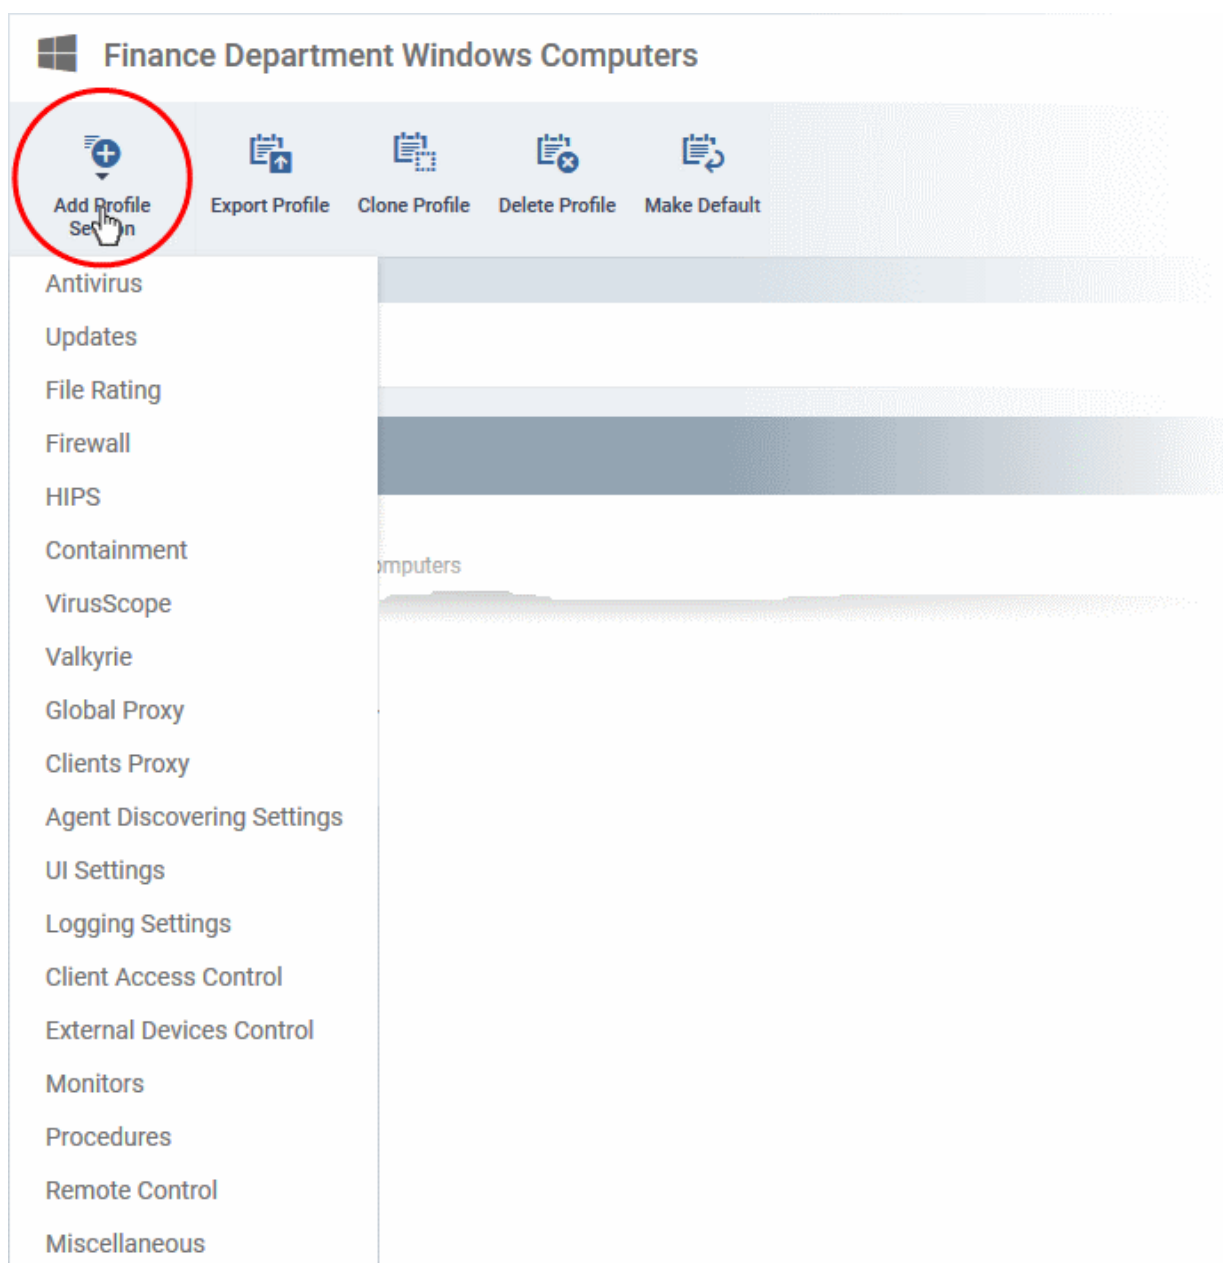 Finance Department Windows Computers
Add Profile
Export Profile
Clone Profile
Delete Profile
Make Default
Antivirus
Updates
File Rating
Firewall
HIPS
Containment
omputers
VirusScope
Valkyrie
Global Proxy
Clients Proxy
Agent Discovering Settings
UI Settings
Logging Settings
Client Access Control
External Devices Control
Monitors
Procedures
Remote Control
Miscellaneous